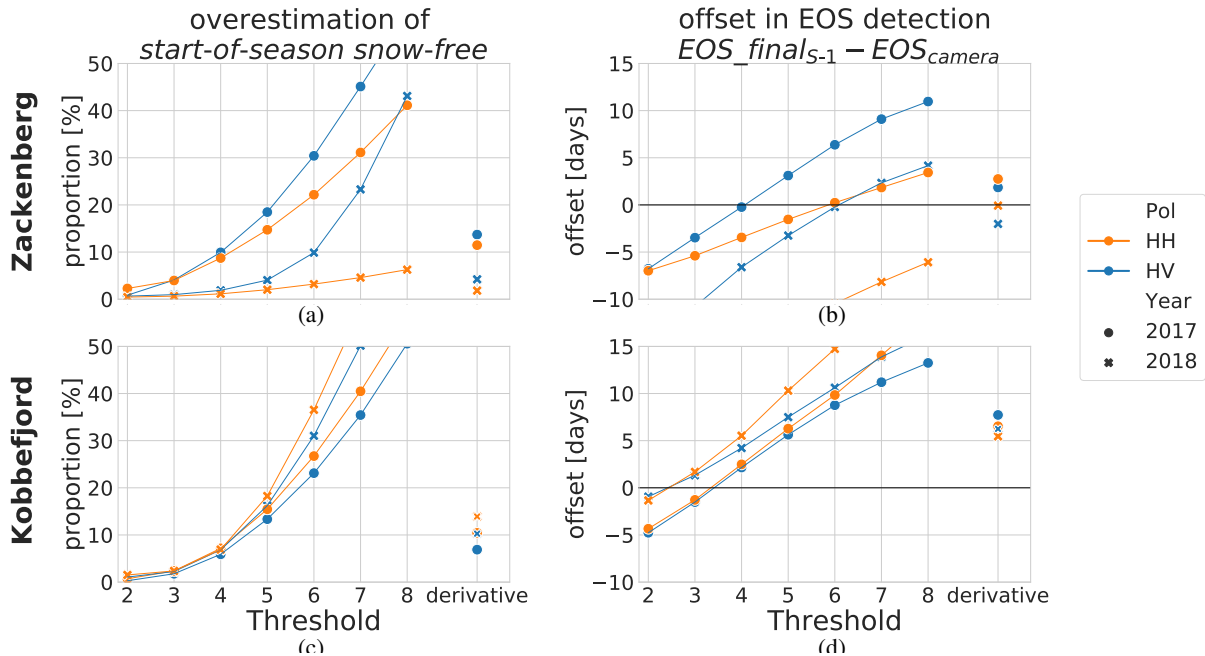 overestimation of
start-of-season snow-free
offset in EOS detection
EOS_final_{S-1} − EOS_{camera}
Zackenberg
proportion [%]
50
40
30
20
10
0
(a)
offset [days]
15
10
5
0
−5
−10
(b)
Kobbefjord
proportion [%]
50
40
30
20
10
0
2 3 4 5 6 7 8 derivative
Threshold
(c)
offset [days]
15
10
5
0
−5
−10
2 3 4 5 6 7 8 derivative
Threshold
(d)
Pol
HH
HV
Year
2017
2018